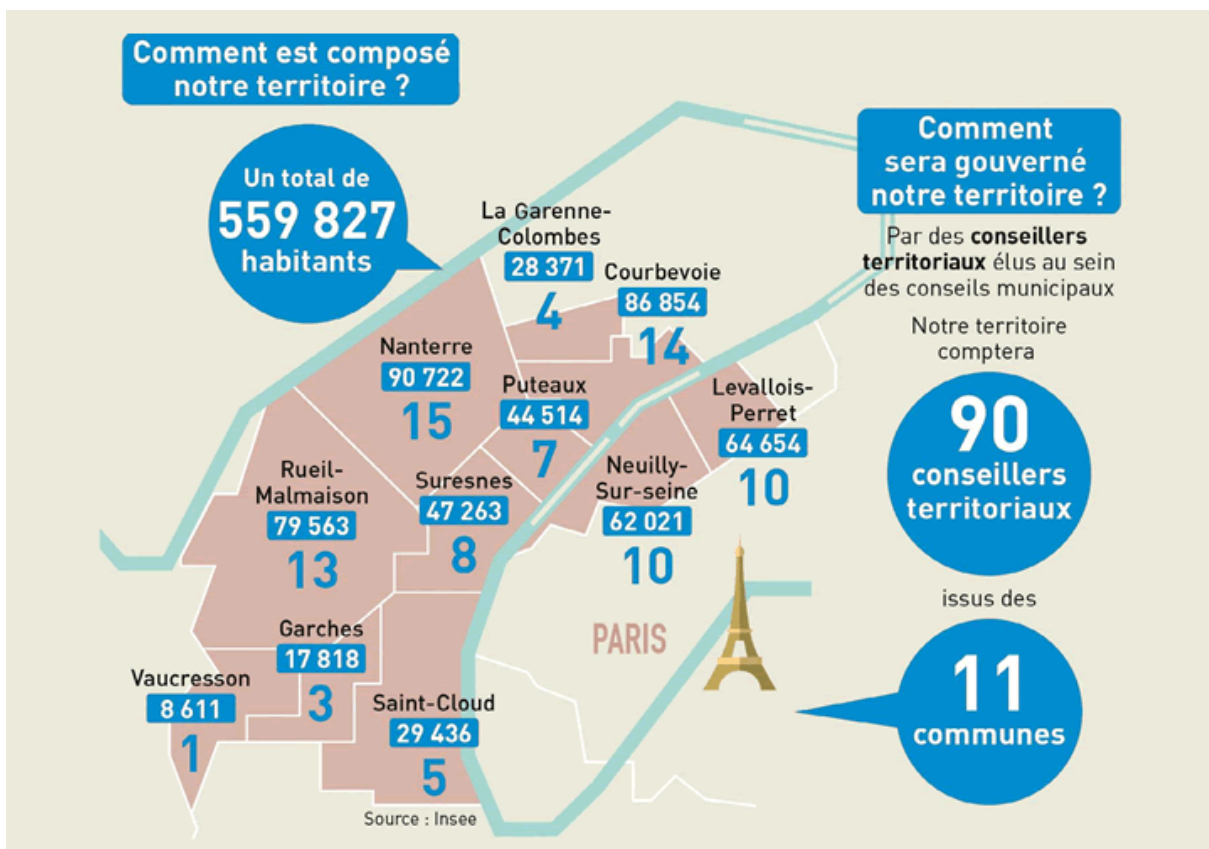 Comment est composé
notre territoire ?
Un total de
559 827
habitants
La Garenne-
Colombes
28 371
4
Courbevoie
86 854
14
Nanterre
90 722
15
Puteaux
44 514
7
Levallois-
Perret
64 654
10
Rueil-
Malmaison
79 563
13
Suresnes
47 263
8
Neuilly-
Sur-seine
62 021
10
Garches
17 818
3
Vaucresson
8 611
1
Saint-Cloud
29 436
5
PARIS
Source : Insee
Comment
sera gouverné
notre territoire ?
Par des conseillers
territoriaux élus au sein
des conseils municipaux
Notre territoire
comptera
90
conseillers
territoriaux
issus des
11
communes